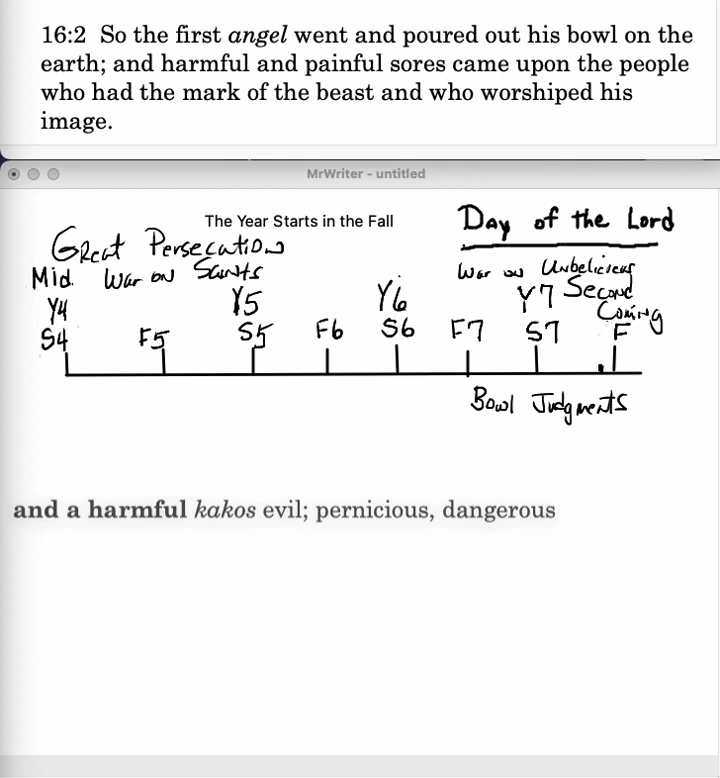 16:2 So the first angel went and poured out his bowl on the
earth; and harmful and painful sores came upon the people
who had the mark of the beast and who worshiped his
image.
MrWriter - untitled
The Year Starts in the Fall
Day of the Lord
Great Persecution
Mid. War on Saints
War on Unbelievers
Y4 Y5 Y6 Y7 Second
Coming
S4 F5 S5 F6 S6 F7 S7 F
Bowl Judgments
and a harmful kakos evil; pernicious, dangerous